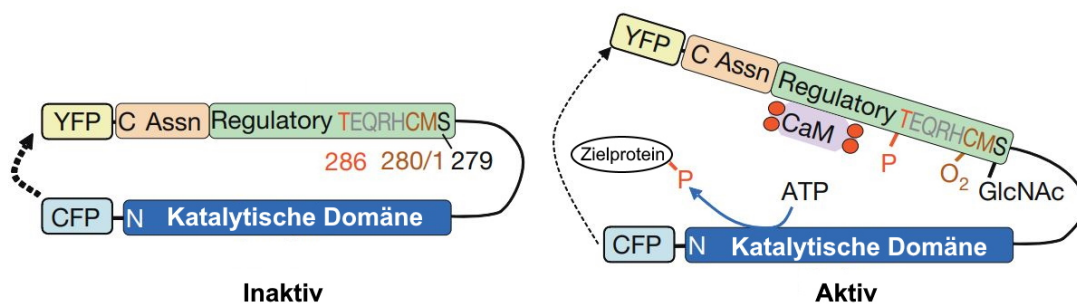 YFP C Assn Regulatory TEQRHCMS
286 280/1 279
CFP N Katalytische Domäne
Inaktiv
YFP C Assn Regulatory TEQRHCMS
CaM
P
O2
GlcNAc
Zielprotein
P
ATP
CFP N Katalytische Domäne
Aktiv